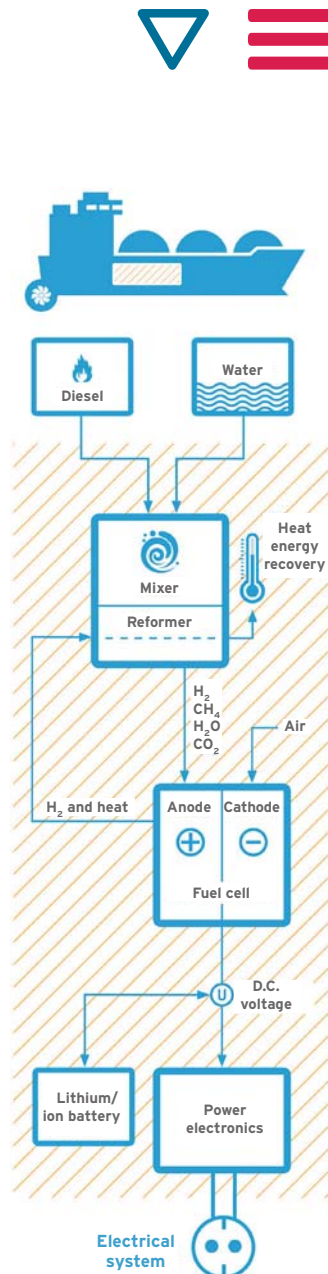 Diesel
Water
Heat
energy
recovery
Mixer
Reformer
H₂
CH₄
H₂O
CO₂
Air
H₂ and heat
Anode
Cathode
Fuel cell
U
D.C.
voltage
Lithium/
ion battery
Power
electronics
Electrical
system